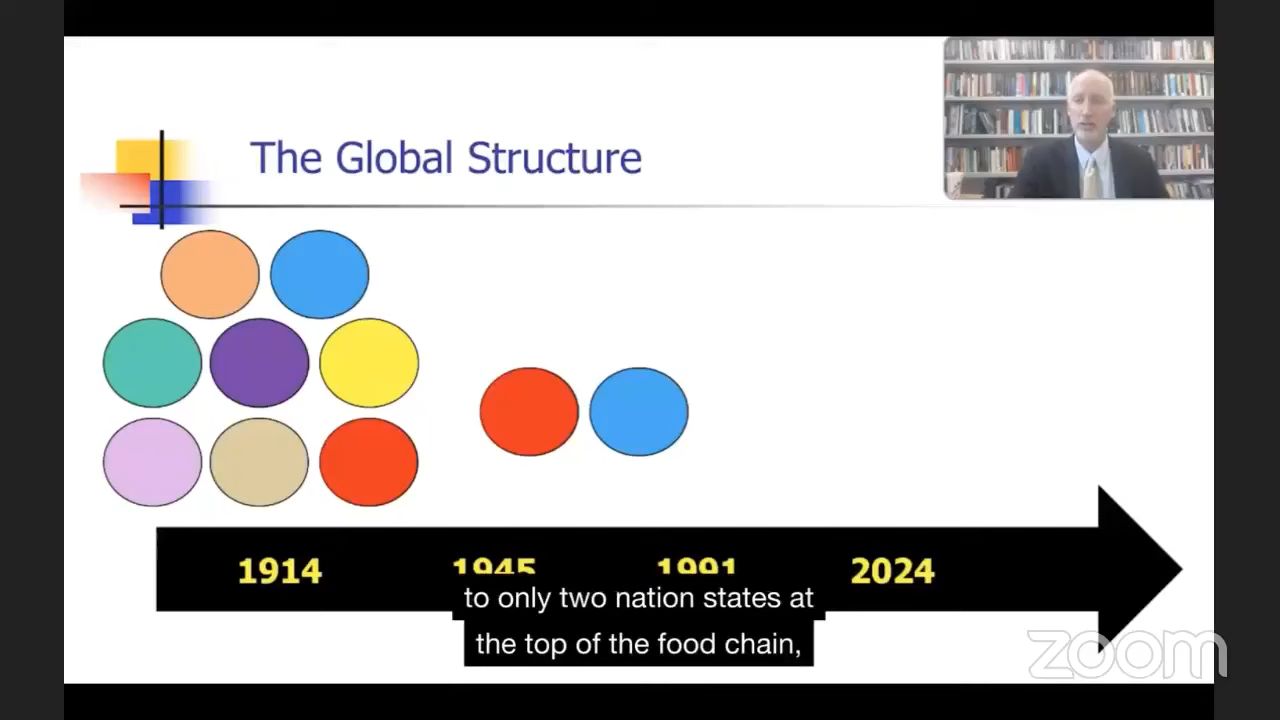 The Global Structure
1914 1945 1991 2024
to only two nation states at
the top of the food chain,
zoom